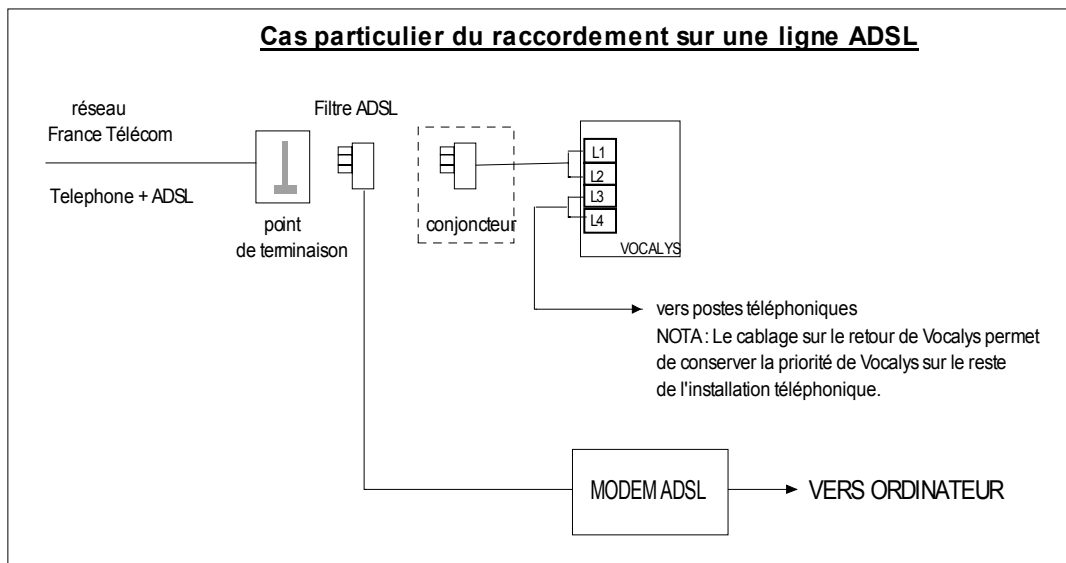 Cas particulier du raccordement sur une ligne ADSL
réseau
France Télécom
Filtre ADSL
L1
L2
L3
L4
Telephone + ADSL
point
de terminaison
conjoncteur
VOCALYS
vers postes téléphoniques
NOTA : Le cablage sur le retour de Vocalys permet
de conserver la priorité de Vocalys sur le reste
de l'installation téléphonique.
MODEM ADSL
VERS ORDINATEUR